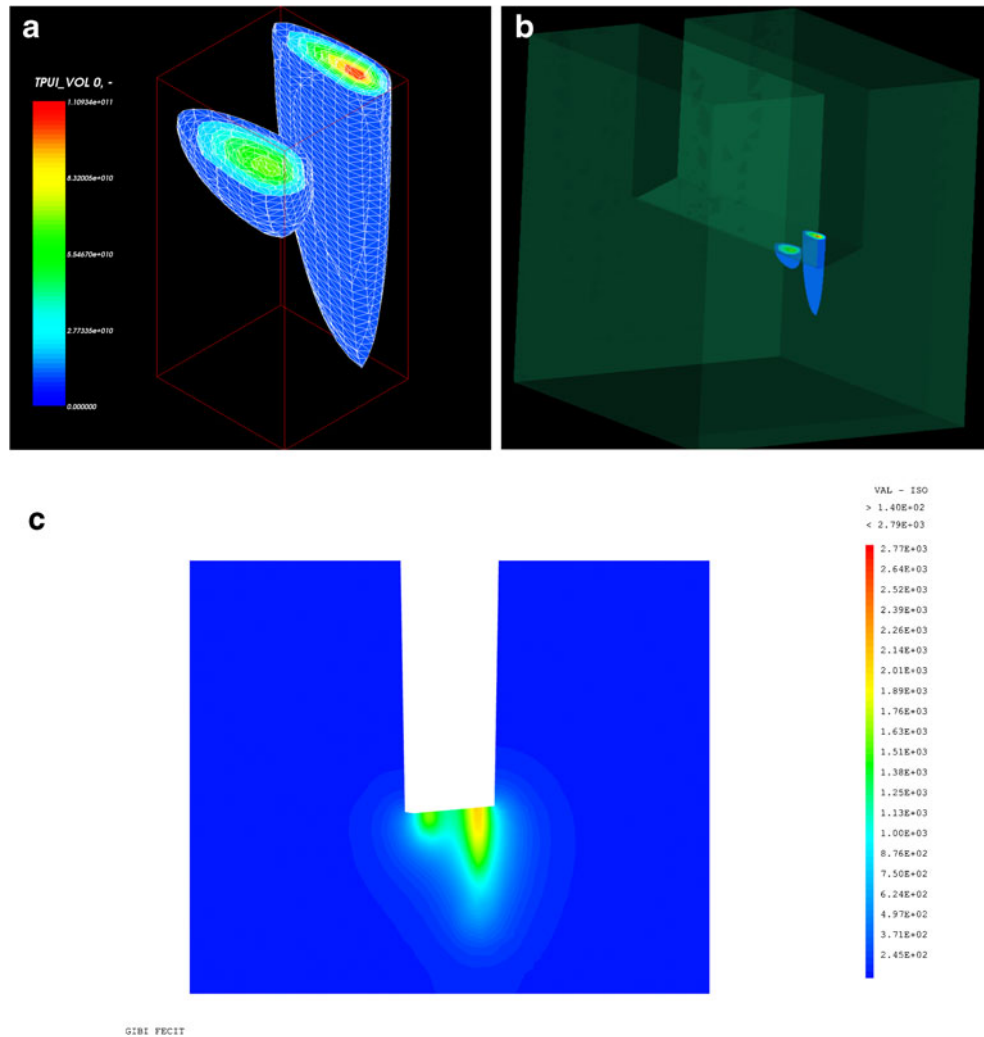 a
TPUI_VOL 0, -
1.10934e+011
8.32005e+010
5.54670e+010
2.77335e+010
0.000000
b
c
VAL - ISO
> 1.40E+02
< 2.79E+03
2.77E+03
2.64E+03
2.52E+03
2.39E+03
2.26E+03
2.14E+03
2.01E+03
1.89E+03
1.76E+03
1.63E+03
1.51E+03
1.38E+03
1.25E+03
1.13E+03
1.00E+03
8.76E+02
7.50E+02
6.24E+02
4.97E+02
3.71E+02
2.45E+02
GIBI FECIT